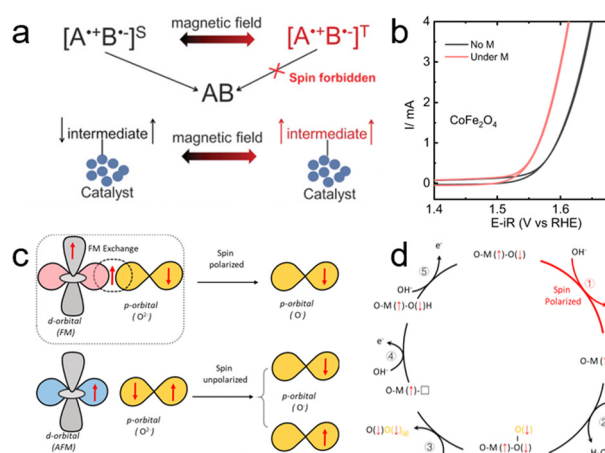 a
magnetic field
[A•+B•-]S
[A•+B•-]T
Spin forbidden
AB
↓ intermediate ↑
magnetic field
↑ intermediate ↑
Catalyst
Catalyst
b
No M
Under M
CoFe2O4
I/ mA
4
3
2
1
0
1.4
1.5
1.6
E-iR (V vs RHE)
c
FM Exchange
d-orbital
(FM)
p-orbital
(O2-)
Spin
polarized
p-orbital
(O-)
d-orbital
(AFM)
p-orbital
(O2-)
Spin
unpolarized
p-orbital
(O-)
d
e-
⑤
O-M(↑)-O(↓)
OH-
①
Spin
Polarized
OH-
O-M(↑)-O(↓)H
e-
④
OH-
O-M(↑)-□
O-M(
②
O(↓)O(↓)(g)
③
O(↓)
O-M(↑)-O(↓)